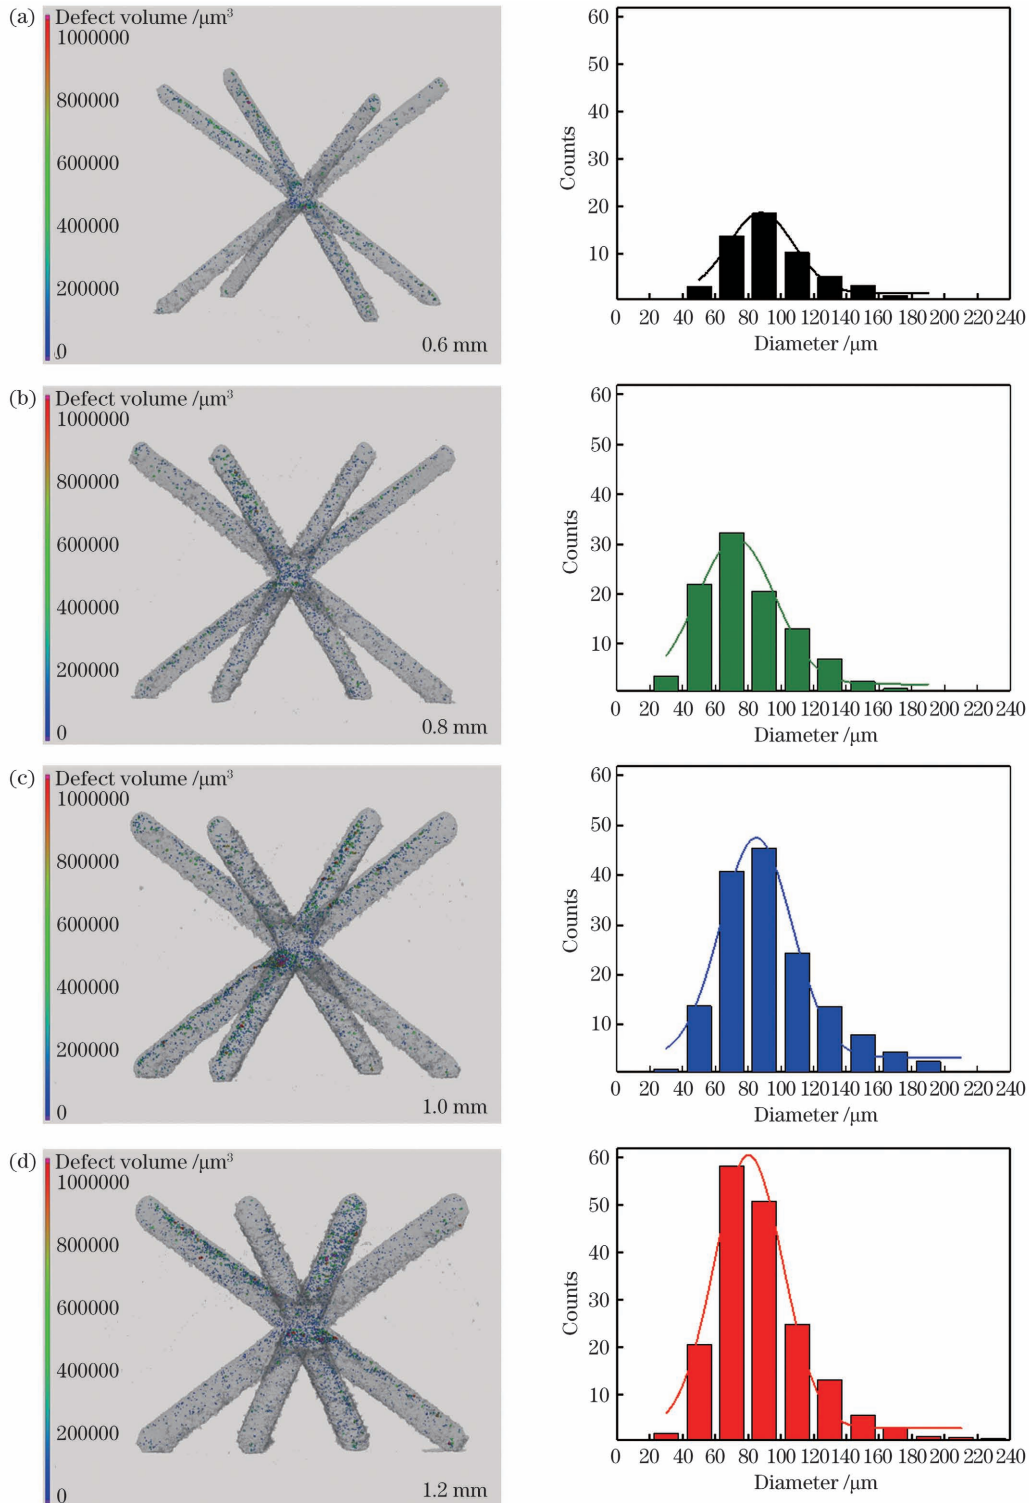 (a) Defect volume /μm³
1000000
800000
600000
400000
200000
0
0.6 mm
60
50
40
30
20
10
Counts
0 20 40 60 80 100 120 140 160 180 200 220 240
Diameter /μm
(b) Defect volume /μm³
1000000
800000
600000
400000
200000
0
0.8 mm
60
50
40
30
20
10
Counts
0 20 40 60 80 100 120 140 160 180 200 220 240
Diameter /μm
(c) Defect volume /μm³
1000000
800000
600000
400000
200000
0
1.0 mm
60
50
40
30
20
10
Counts
0 20 40 60 80 100 120 140 160 180 200 220 240
Diameter /μm
(d) Defect volume /μm³
1000000
800000
600000
400000
200000
0
1.2 mm
60
50
40
30
20
10
Counts
0 20 40 60 80 100 120 140 160 180 200 220 240
Diameter /μm